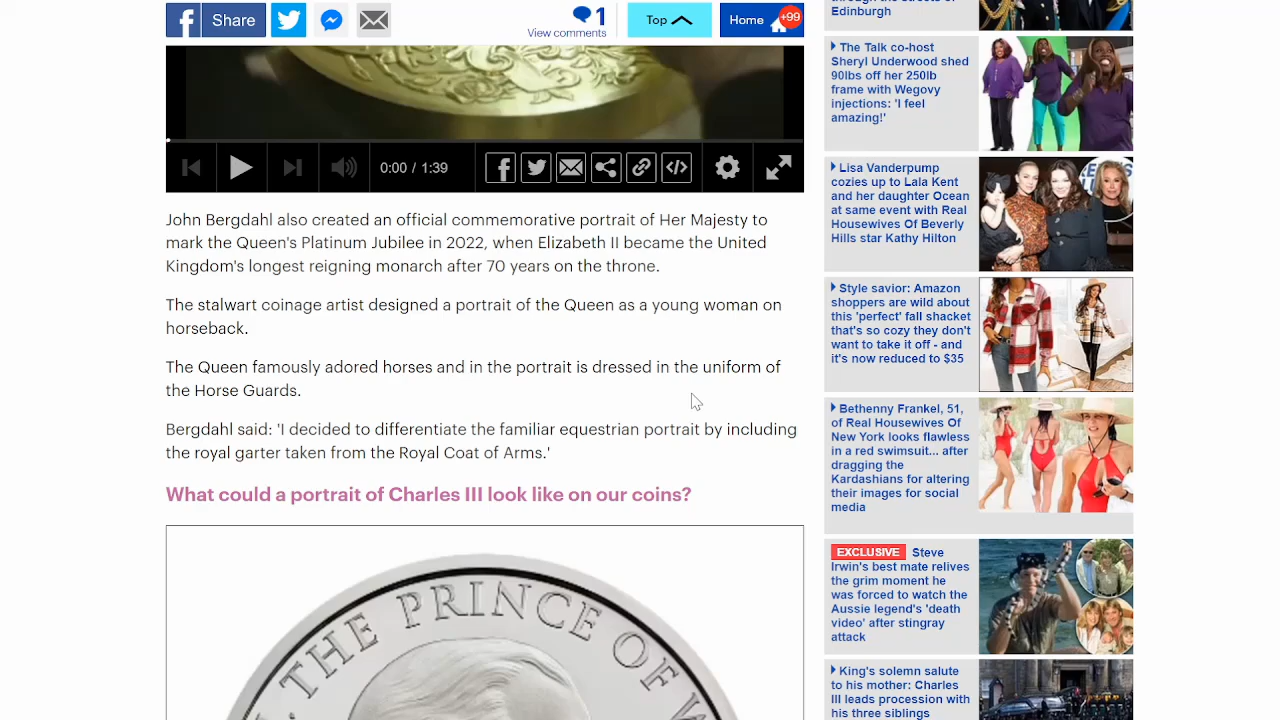 Share
1
View comments
Top
Home
+99
0:00 / 1:39
John Bergdahl also created an official commemorative portrait of Her Majesty to
mark the Queen's Platinum Jubilee in 2022, when Elizabeth II became the United
Kingdom's longest reigning monarch after 70 years on the throne.
The stalwart coinage artist designed a portrait of the Queen as a young woman on
horseback.
The Queen famously adored horses and in the portrait is dressed in the uniform of
the Horse Guards.
Bergdahl said: 'I decided to differentiate the familiar equestrian portrait by including
the royal garter taken from the Royal Coat of Arms.'
What could a portrait of Charles III look like on our coins?
THE PRINCE OF W
Edinburgh
The Talk co-host
Sheryl Underwood shed
90lbs off her 250lb
frame with Wegovy
injections: 'I feel
amazing!'
Lisa Vanderpump
cozies up to Lala Kent
and her daughter Ocean
at same event with Real
Housewives Of Beverly
Hills star Kathy Hilton
Style savior: Amazon
shoppers are wild about
this 'perfect' fall shacket
that's so cozy they don't
want to take it off - and
it's now reduced to $35
Bethenny Frankel, 51,
of Real Housewives Of
New York looks flawless
in a red swimsuit... after
dragging the
Kardashians for altering
their images for social
media
EXCLUSIVE Steve
Irwin's best mate relives
the grim moment he
was forced to watch the
Aussie legend's 'death
video' after stingray
attack
King's solemn salute
to his mother: Charles
III leads procession with
his three siblings